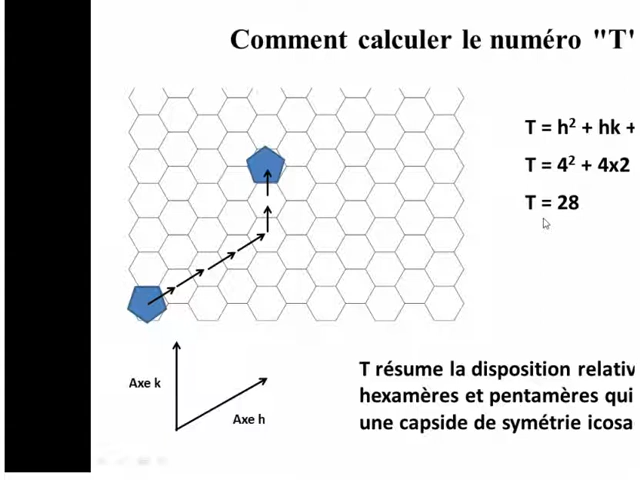 Comment calculer le numéro "T"
T = h² + hk +
T = 4² + 4x2
T = 28
Axe k
Axe h
T résume la disposition relativ
hexamères et pentamères qui
une capside de symétrie icosa